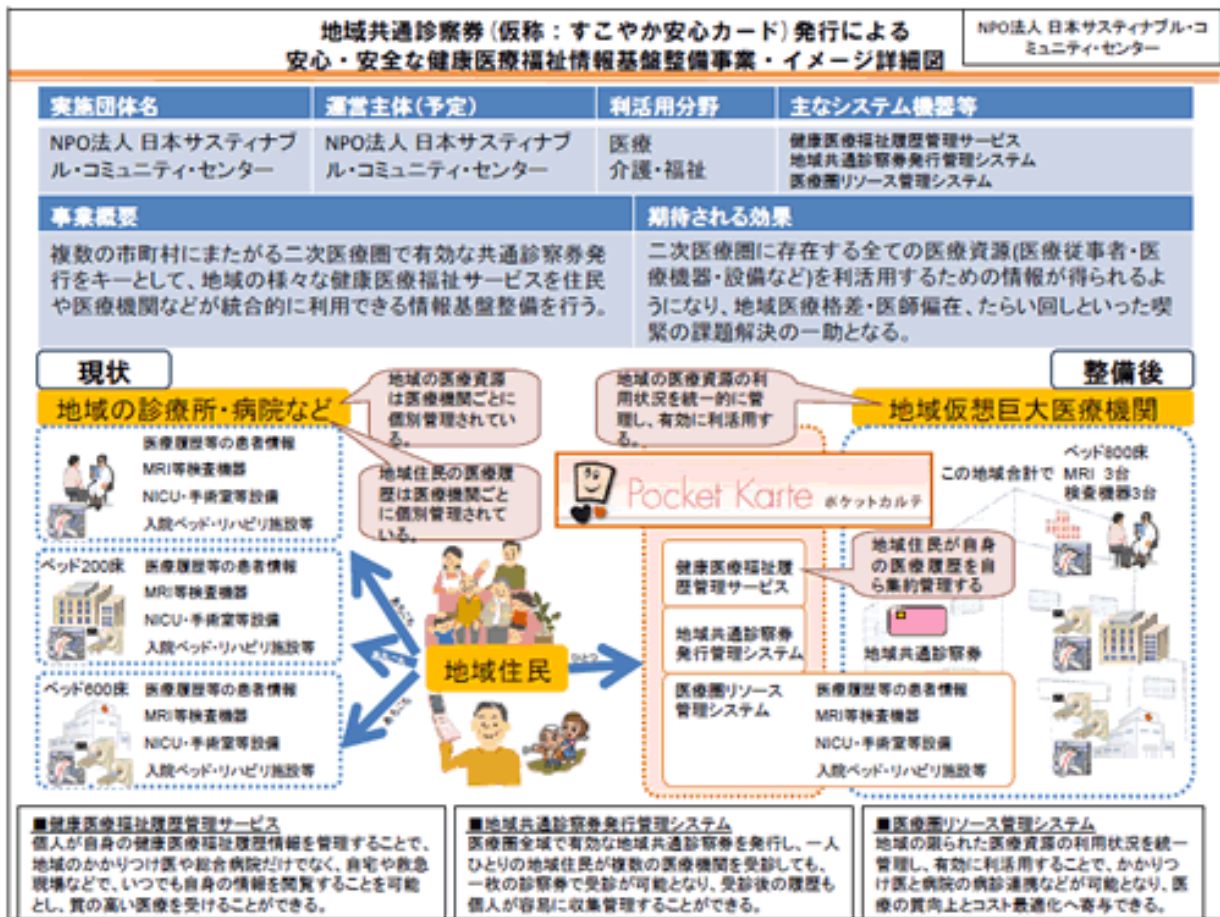 地域共通診察券(仮称：すこやか安心カード)発行による
安心・安全な健康医療福祉情報基盤整備事業・イメージ詳細図
NPO法人 日本サスティナブル・コ
ミュニティ・センター
実施団体名
運営主体(予定)
利活用分野
主なシステム機器等
NPO法人 日本サスティナブ
ル・コミュニティ・センター
NPO法人 日本サスティナブ
ル・コミュニティ・センター
医療
介護・福祉
健康医療福祉履歴管理サービス
地域共通診察券発行管理システム
医療圏リソース管理システム
事業概要
期待される効果
複数の市町村にまたがる二次医療圏で有効な共通診察券発
行をキーとして、地域の様々な健康医療福祉サービスを住民
や医療機関などが統合的に利用できる情報基盤整備を行う。
二次医療圏に存在する全ての医療資源(医療従事者・医
療機器・設備など)を利活用するための情報が得られるよ
うになり、地域医療格差・医師偏在、たらい回しといった喫
緊の課題解決の一助となる。
現状
整備後
地域の診療所・病院など
地域の医療資源
は医療機関ごとに
個別管理されてい
る。
地域の医療資源の利
用状況を統一的に管
理し、有効に利活用す
る。
地域仮想巨大医療機関
医療履歴等の患者情報
MRI等検査機器
NICU・手術室等設備
入院ベッド・リハビリ施設等
地域住民の医療履
歴は医療機関ごと
に個別管理されて
いる。
Pocket Karte ポケットカルテ
この地域合計で
ベッド800床
MRI 3台
検査機器3台
ベッド200床
医療履歴等の患者情報
MRI等検査機器
NICU・手術室等設備
入院ベッド・リハビリ施設等
健康医療福祉履
歴管理サービス
地域住民が自身
の医療履歴を自
ら集約管理する
地域共通診察券
発行管理システム
地域共通診察券
あちこち
あちこち
あちこち
地域住民
ひとつ
ベッド600床
医療履歴等の患者情報
MRI等検査機器
NICU・手術室等設備
入院ベッド・リハビリ施設等
医療圏リソース
管理システム
医療履歴等の患者情報
MRI等検査機器
NICU・手術室等設備
入院ベッド・リハビリ施設等
■健康医療福祉履歴管理サービス
個人が自身の健康医療福祉履歴情報を管理することで、
地域のかかりつけ医や総合病院だけでなく、自宅や救急
現場などで、いつでも自身の情報を閲覧することを可能
とし、質の高い医療を受けることができる。
■地域共通診察券発行管理システム
医療圏全域で有効な地域共通診察券を発行し、一人
ひとりの地域住民が複数の医療機関を受診しても、
一枚の診察券で受診が可能となり、受診後の履歴も
個人が容易に収集管理することができる。
■医療圏リソース管理システム
地域の限られた医療資源の利用状況を統一
管理し、有効に利活用することで、かかりつ
け医と病院の病診連携などが可能となり、医
療の質向上とコスト最適化へ寄与できる。